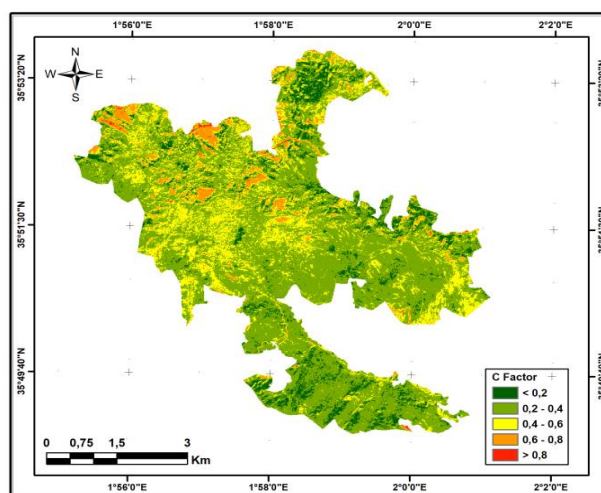 1°56'0"E 1°58'0"E 2°0'0"E 2°2'0"E
N
W E
S
35°53'20"N
35°51'30"N
35°49'40"N
C Factor
< 0,2
0,2 - 0,4
0,4 - 0,6
0,6 - 0,8
> 0,8
0 0,75 1,5 3
Km
1°56'0"E 1°58'0"E 2°0'0"E 2°2'0"E